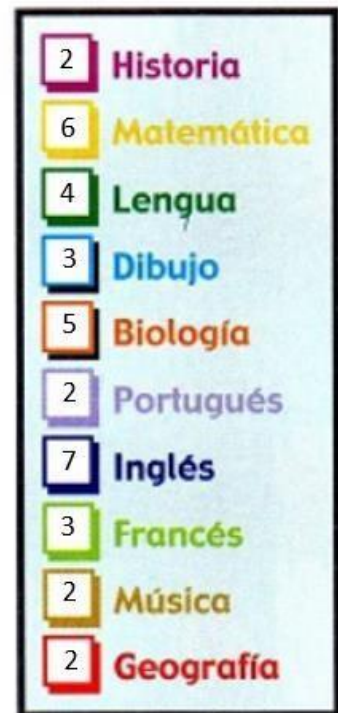 2 Historia
6 Matemática
4 Lengua
3 Dibujo
5 Biología
2 Portugués
7 Inglés
3 Francés
2 Música
2 Geografía